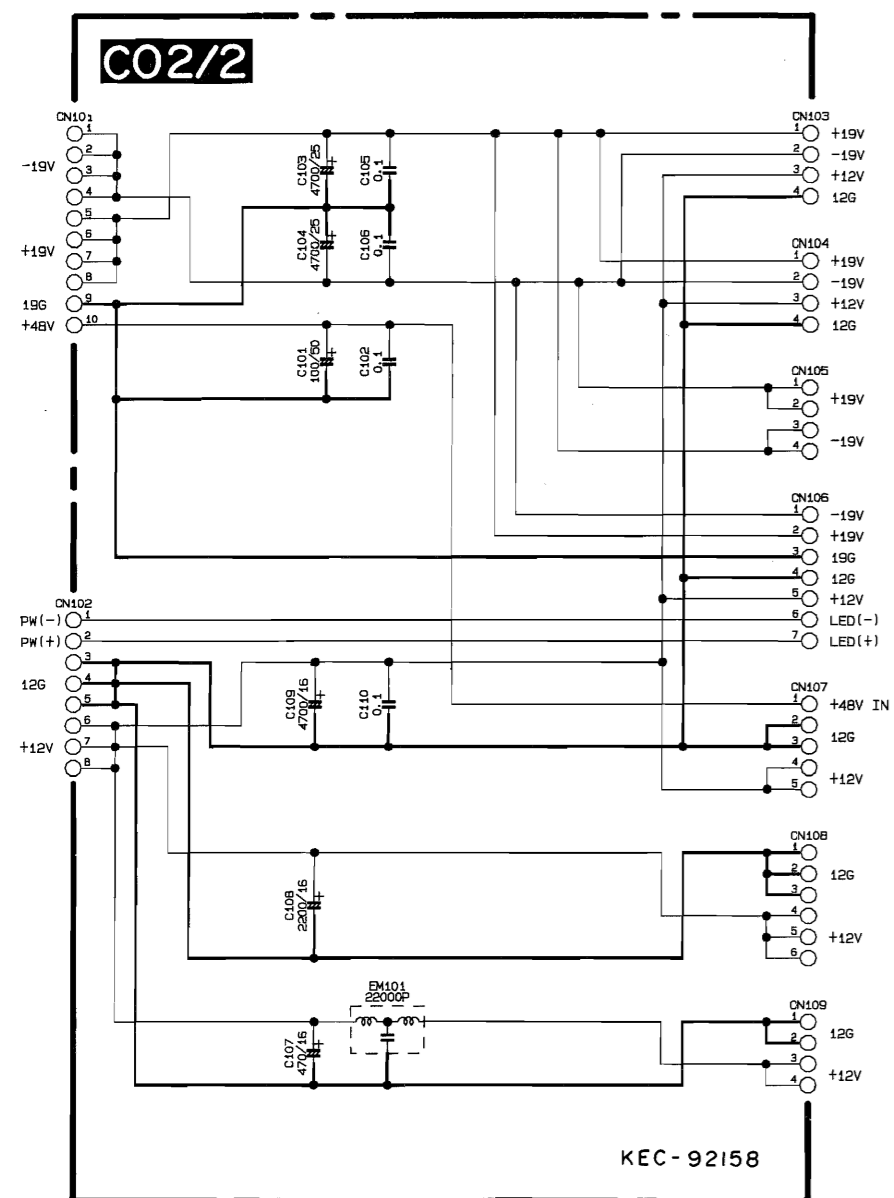 C02/2
CN101
1
2
3
4
5
6
7
8
9
10
-19V
+19V
19G
+48V
C103
4700/25
C105
0.1
C104
4700/25
C106
0.1
C101
100/50
C102
0.1
CN103
1 +19V
2 -19V
3 +12V
4 12G
CN104
1 +19V
2 -19V
3 +12V
4 12G
CN105
1
2
+19V
3
4
-19V
CN106
1 -19V
2 +19V
3 19G
4 12G
5 +12V
6 LED(-)
7 LED(+)
CN102
PW(-) 1
PW(+) 2
3
12G 4
5
6
+12V 7
8
C109
4700/16
C110
0.1
CN107
1 +48V IN
2
3
12G
4
5
+12V
C108
2200/16
CN108
1
2 12G
3
4
5 +12V
6
EM101
22000P
C107
470/16
CN109
1
2
12G
3
4
+12V
KEC-92158